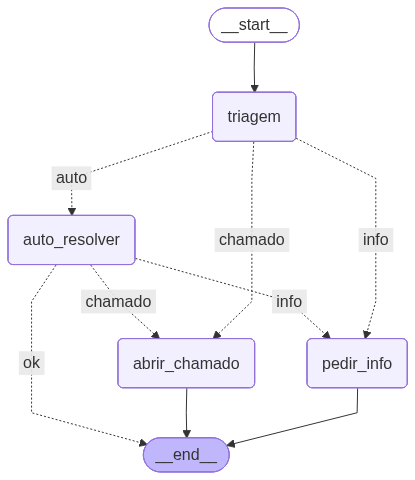 __start__
triagem
auto
auto_resolver
chamado
info
chamado
info
ok
abrir_chamado
pedir_info
__end__